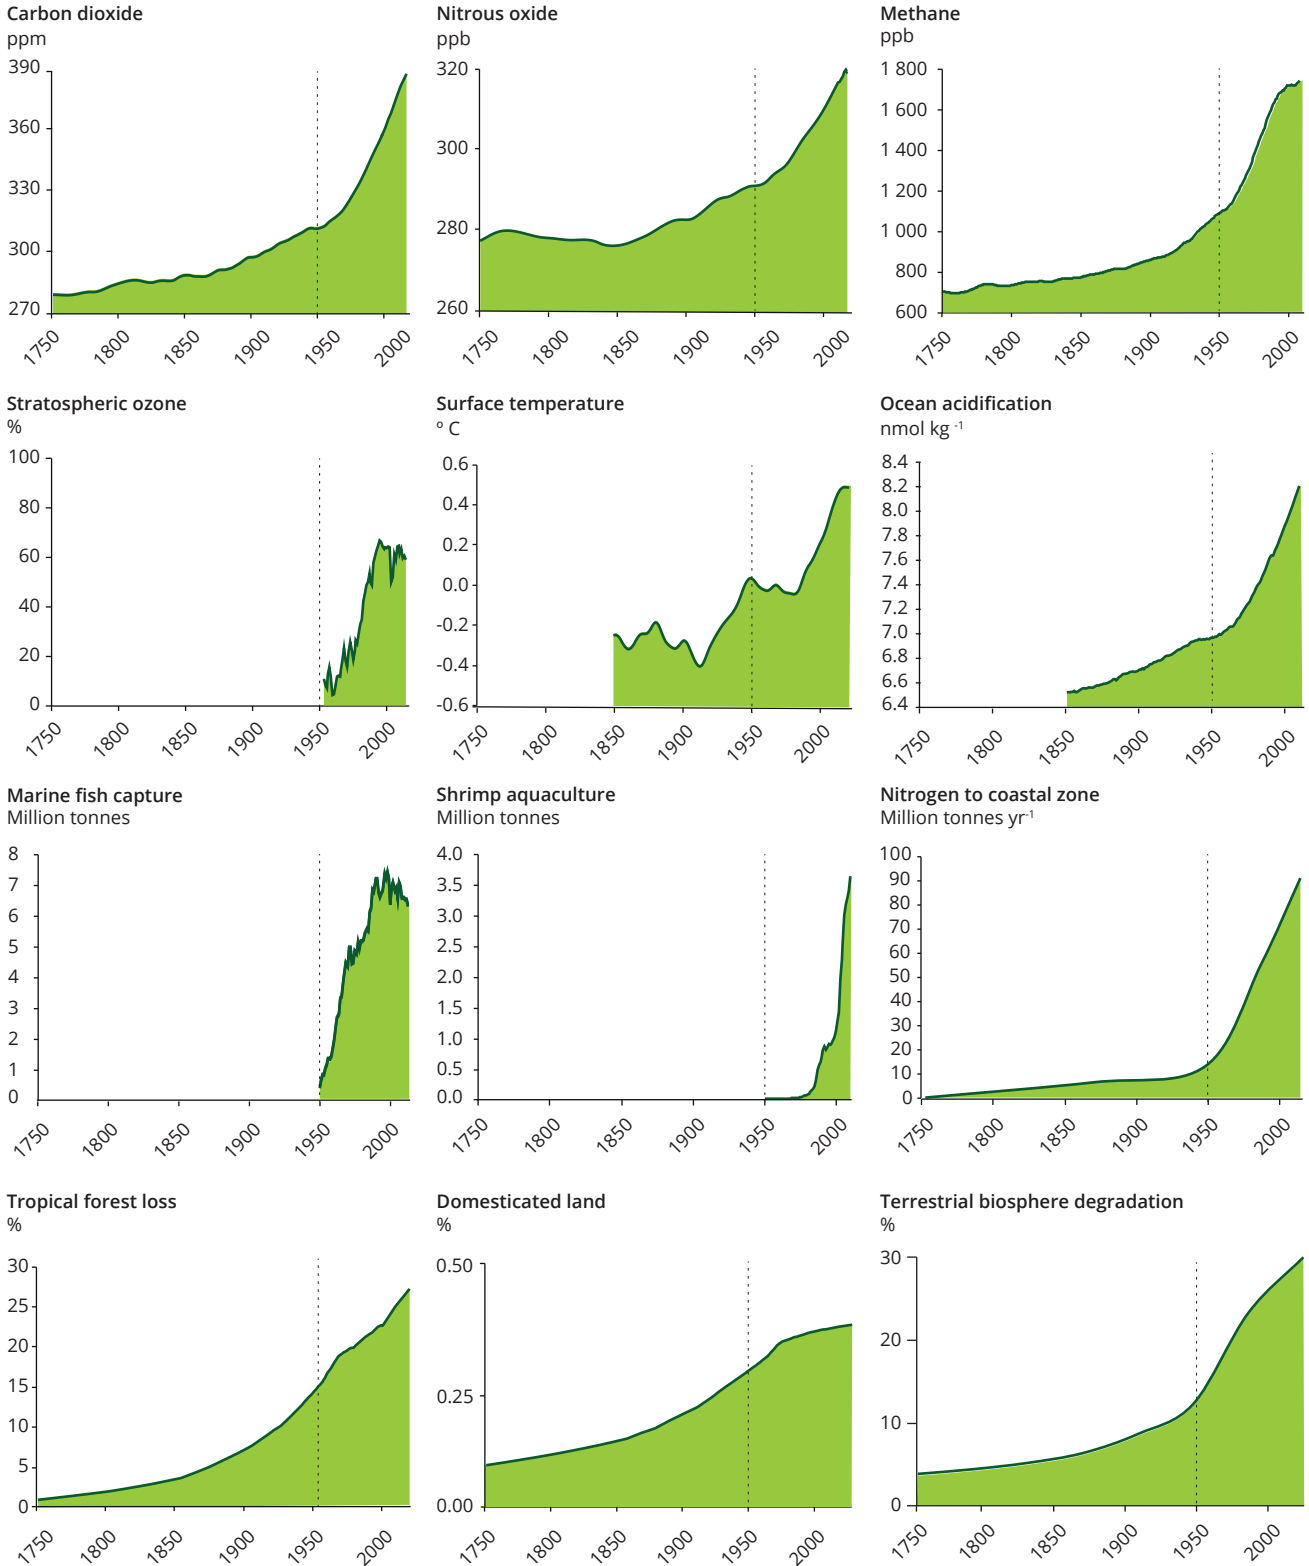 Carbon dioxide
ppm
390
360
330
300
270
1750 1800 1850 1900 1950 2000
Nitrous oxide
ppb
320
300
280
260
1750 1800 1850 1900 1950 2000
Methane
ppb
1 800
1 600
1 400
1 200
1 000
800
600
1750 1800 1850 1900 1950 2000
Stratospheric ozone
%
100
80
60
40
20
0
1750 1800 1850 1900 1950 2000
Surface temperature
º C
0.6
0.4
0.2
0.0
-0.2
-0.4
-0.6
1750 1800 1850 1900 1950 2000
Ocean acidification
nmol kg -1
8.4
8.2
8.0
7.8
7.6
7.4
7.2
7.0
6.8
6.6
6.4
1750 1800 1850 1900 1950 2000
Marine fish capture
Million tonnes
8
7
6
5
4
3
2
1
0
1750 1800 1850 1900 1950 2000
Shrimp aquaculture
Million tonnes
4.0
3.5
3.0
2.5
2.0
1.5
1.0
0.5
0.0
1750 1800 1850 1900 1950 2000
Nitrogen to coastal zone
Million tonnes yr-1
100
90
80
70
60
50
40
30
20
10
0
1750 1800 1850 1900 1950 2000
Tropical forest loss
%
30
25
20
15
10
5
0
1750 1800 1850 1900 1950 2000
Domesticated land
%
0.50
0.25
0.00
1750 1800 1850 1900 1950 2000
Terrestrial biosphere degradation
%
30
20
10
0
1750 1800 1850 1900 1950 2000